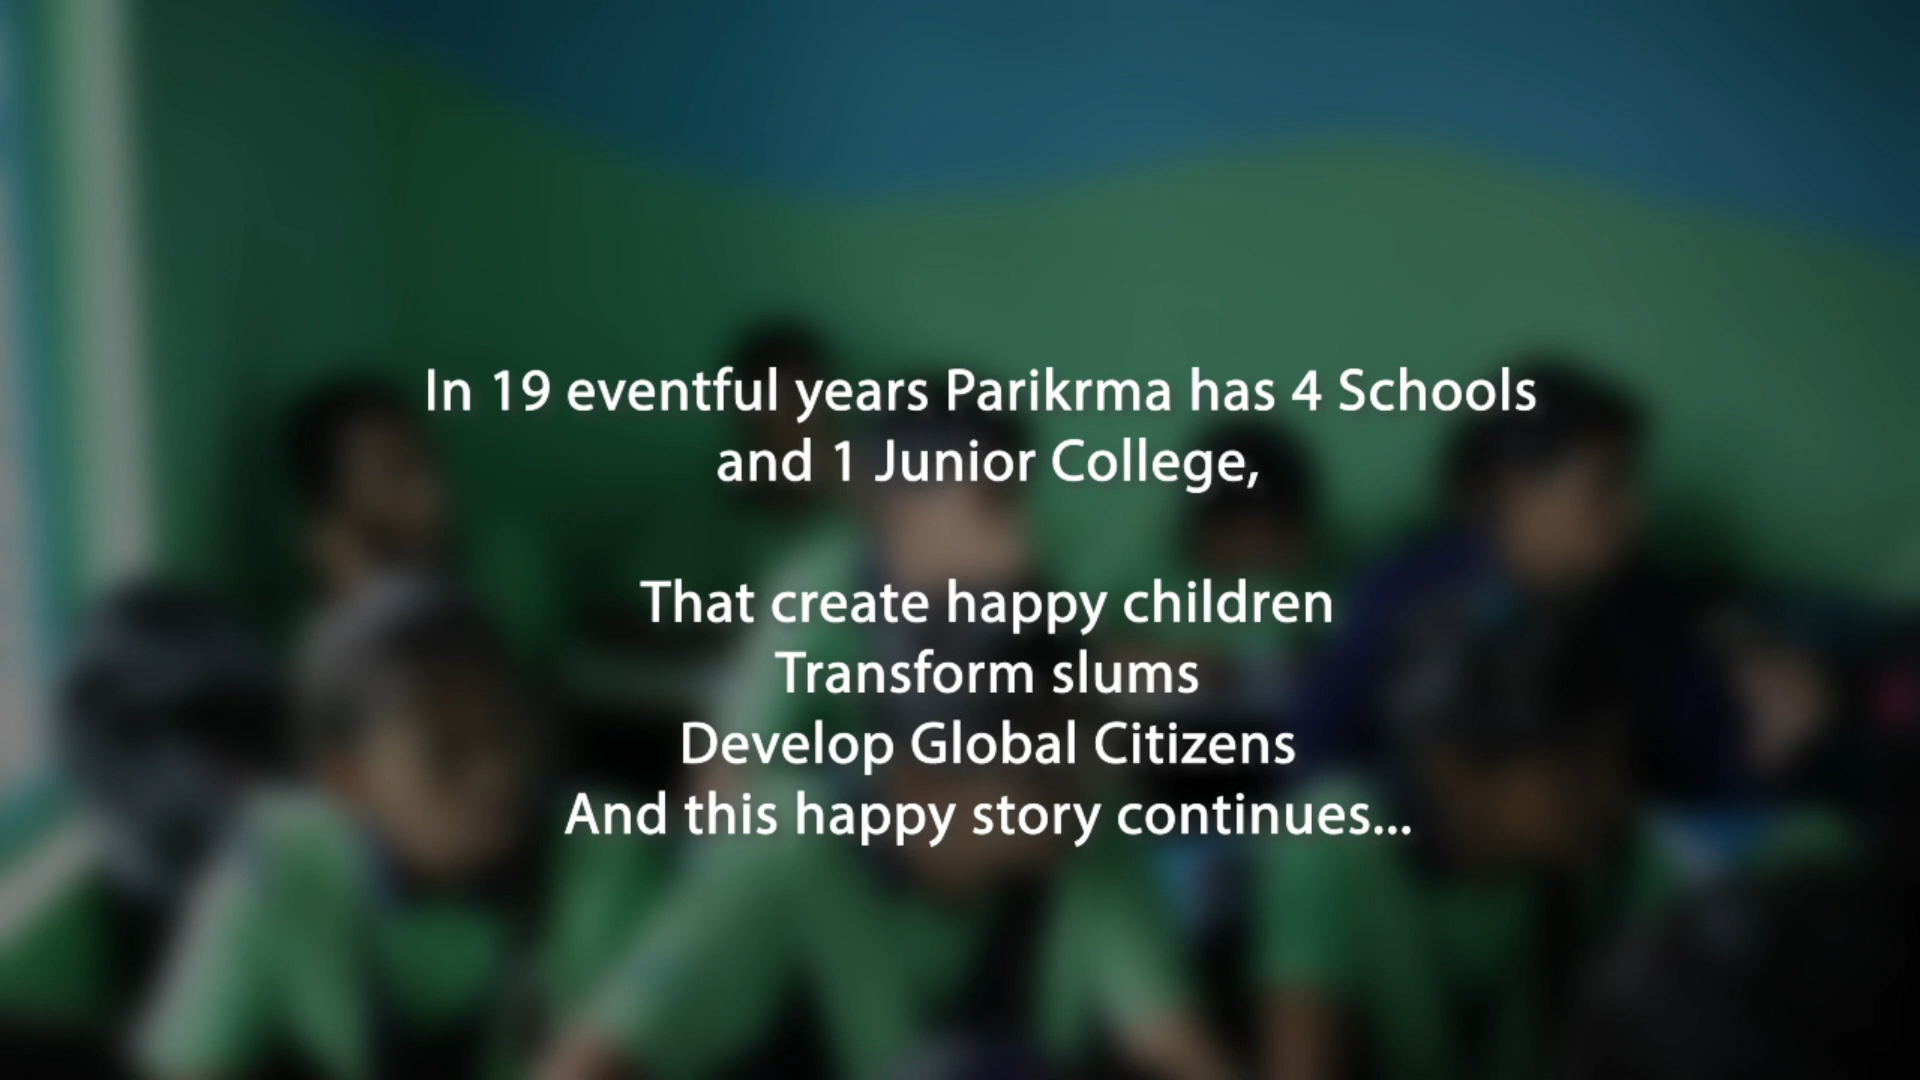 In 19 eventful years Parikrma has 4 Schools
and 1 Junior College,
That create happy children
Transform slums
Develop Global Citizens
And this happy story continues...